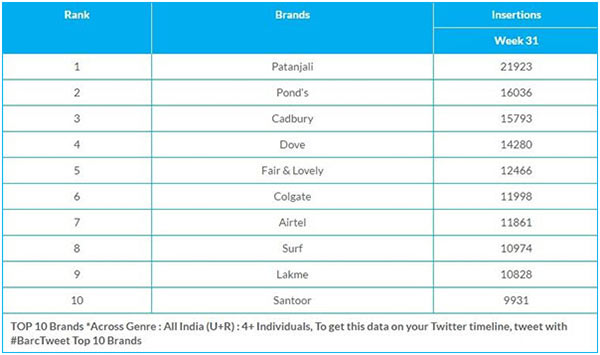 Rank Brands Insertions
Week 31
1 Patanjali 21923
2 Pond's 16036
3 Cadbury 15793
4 Dove 14280
5 Fair & Lovely 12466
6 Colgate 11998
7 Airtel 11861
8 Surf 10974
9 Lakme 10828
10 Santoor 9931
TOP 10 Brands *Across Genre : All India (U+R) : 4+ Individuals, To get this data on your Twitter timeline, tweet with
#BarcTweet Top 10 Brands